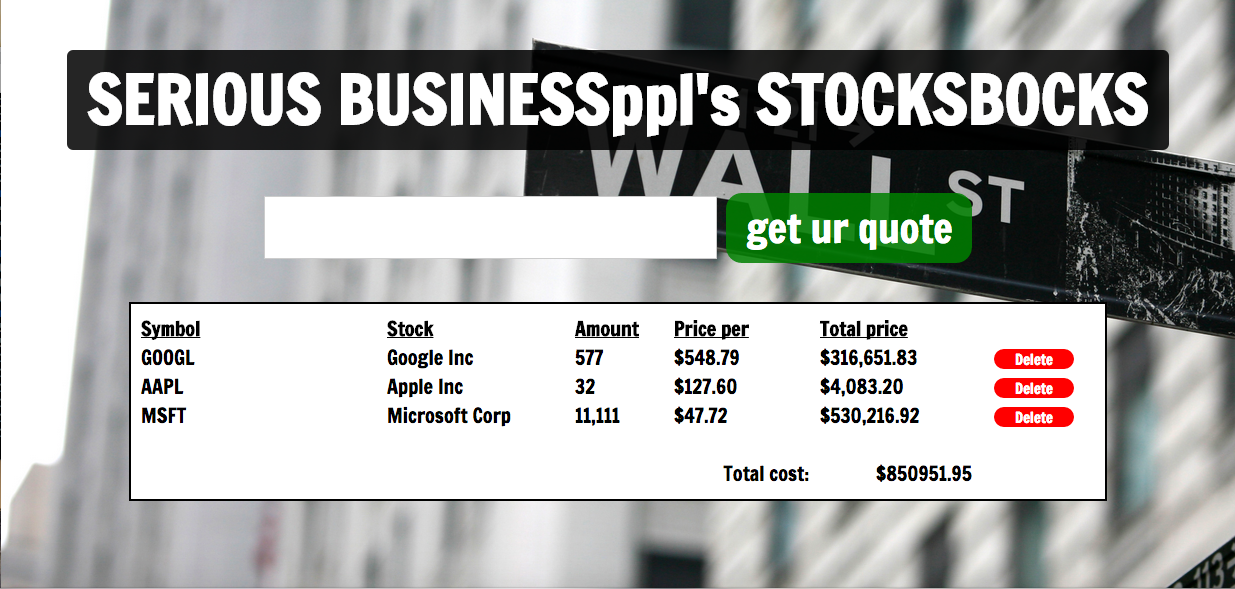 SERIOUS BUSINESSppl's STOCKSBOCKS
WALL ST
get ur quote
Symbol Stock Amount Price per Total price
GOOGL Google Inc 577 $548.79 $316,651.83 Delete
AAPL Apple Inc 32 $127.60 $4,083.20 Delete
MSFT Microsoft Corp 11,111 $47.72 $530,216.92 Delete
Total cost: $850951.95